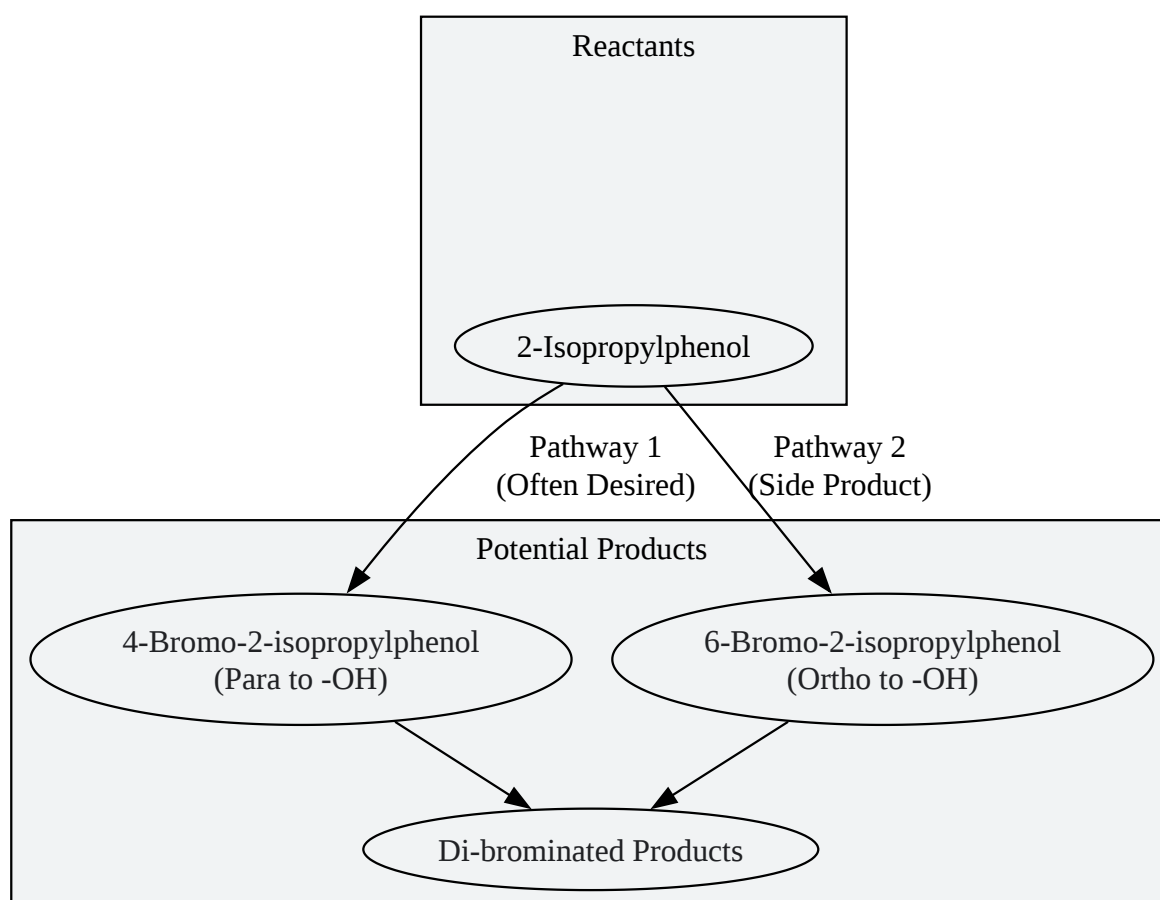 Reactants
2-Isopropylphenol
Pathway 1
(Often Desired)
Pathway 2
(Side Product)
Potential Products
4-Bromo-2-isopropylphenol
(Para to -OH)
6-Bromo-2-isopropylphenol
(Ortho to -OH)
Di-brominated Products